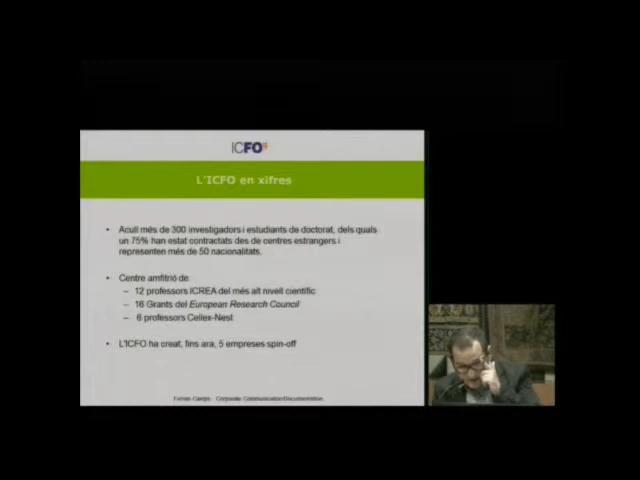 ICFO
L'ICFO en xifres
• Acull més de 300 investigadors i estudiants de doctorat, dels quals
un 75% han estat contractats des de centres estrangers i
representen més de 50 nacionalitats.
• Centre amfitrió de:
– 12 professors ICREA del més alt nivell científic
– 16 Grants del European Research Council
– 6 professors Cellex-Nest
• L'ICFO ha creat, fins ara, 5 empreses spin-off
Ferran Camps. Corporate Communication/Documentation